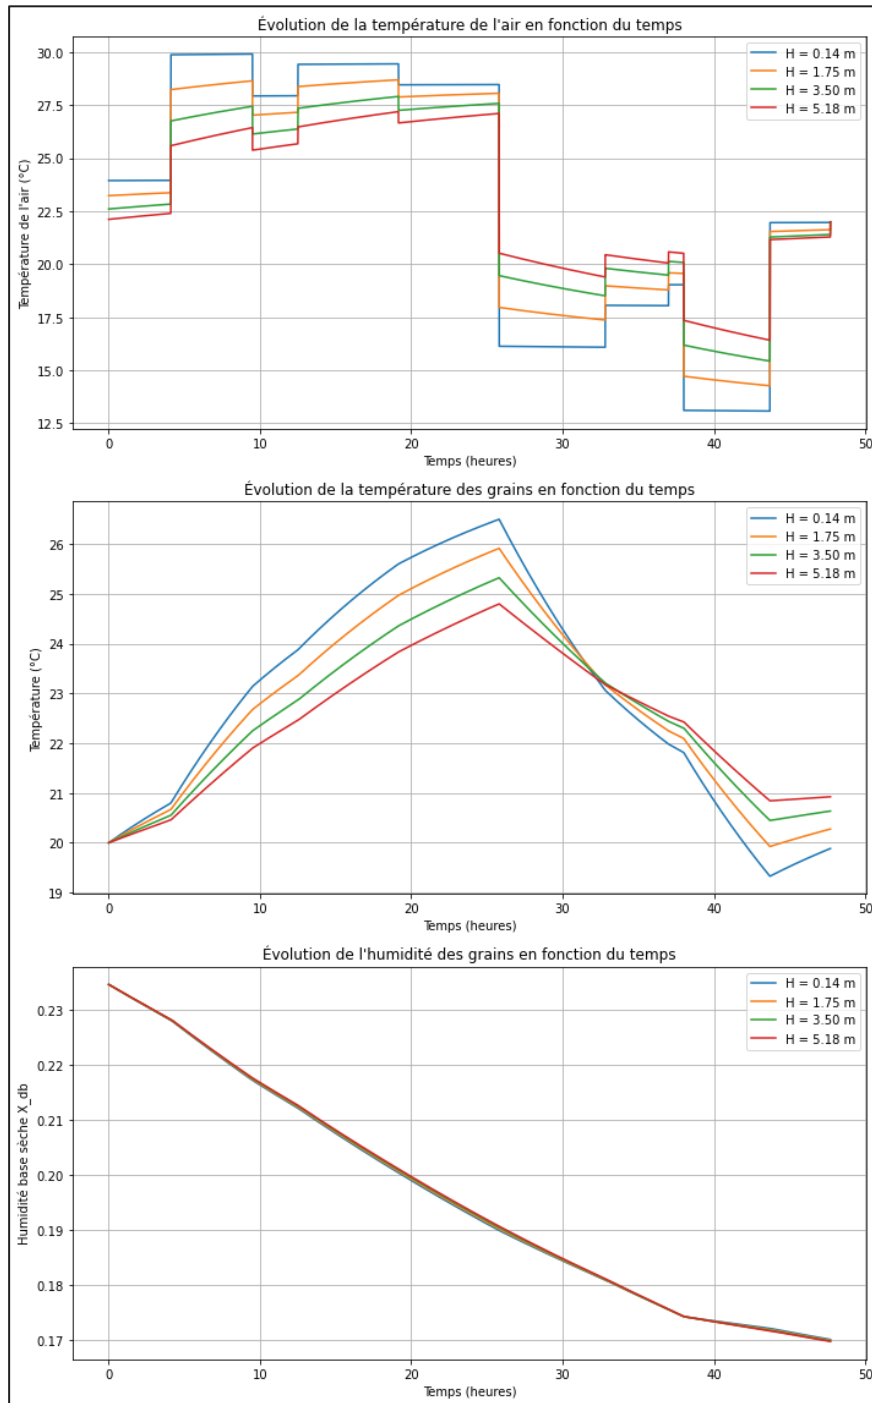 Évolution de la température de l'air en fonction du temps
30.0
27.5
25.0
22.5
20.0
17.5
15.0
12.5
Température de l'air (°C)
H = 0.14 m
H = 1.75 m
H = 3.50 m
H = 5.18 m
0 10 20 30 40 50
Temps (heures)
Évolution de la température des grains en fonction du temps
26
25
24
23
22
21
20
19
Température (°C)
H = 0.14 m
H = 1.75 m
H = 3.50 m
H = 5.18 m
0 10 20 30 40 50
Temps (heures)
Évolution de l'humidité des grains en fonction du temps
0.23
0.22
0.21
0.20
0.19
0.18
0.17
Humidité base sèche X_db
H = 0.14 m
H = 1.75 m
H = 3.50 m
H = 5.18 m
0 10 20 30 40 50
Temps (heures)